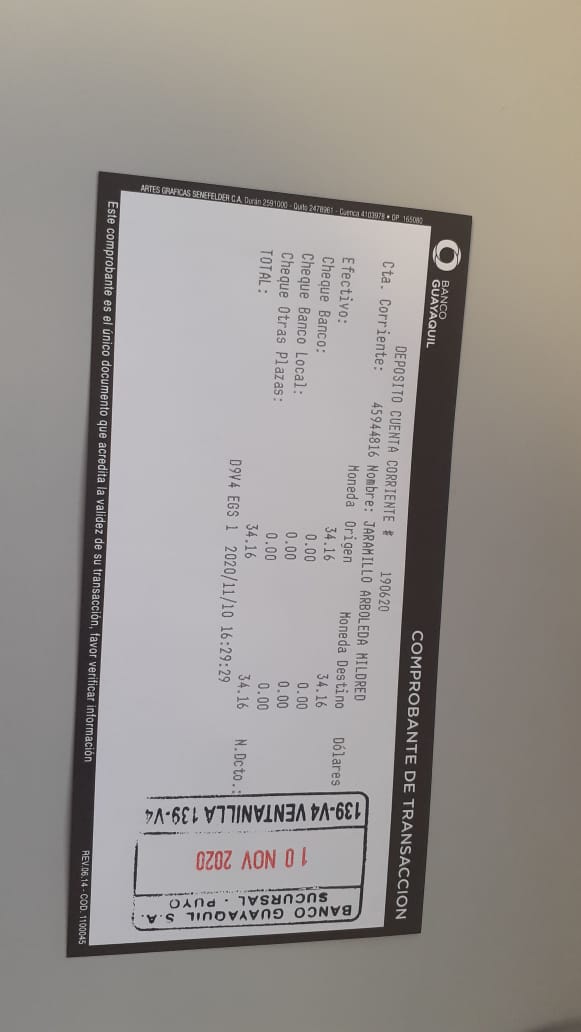 BANCO
GUAYAQUIL
COMPROBANTE DE TRANSACCION
DEPOSITO CUENTA CORRIENTE # 190620
Cta. Corriente: 45944816 Nombre: JARAMILLO ARBOLEDA MILDRED
Moneda Origen Moneda Destino Dólares
Efectivo: 34.16 34.16
Cheque Banco: 0.00 0.00
Cheque Banco Local: 0.00 0.00
Cheque Otras Plazas: 0.00 0.00
TOTAL: 34.16 34.16 N.Dcto.:
D9V4 EGS 1 2020/11/10 16:29:29
BANCO GUAYAQUIL S.A.
SUCURSAL . PUYO
10 NOV 2020
139-V4 VENTANILLA 139-V4
Este comprobante es el único documento que acredita la validez de su transacción, favor verificar información
REV.06.14 - COD. 1100045
ARTES GRAFICAS SENEFELDER C.A.